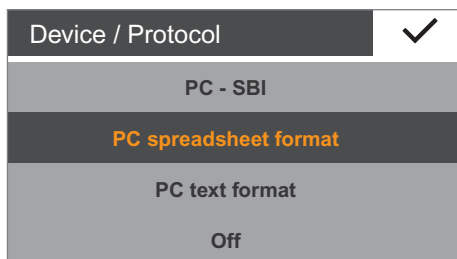 Device / Protocol
PC - SBI
PC spreadsheet format
PC text format
Off